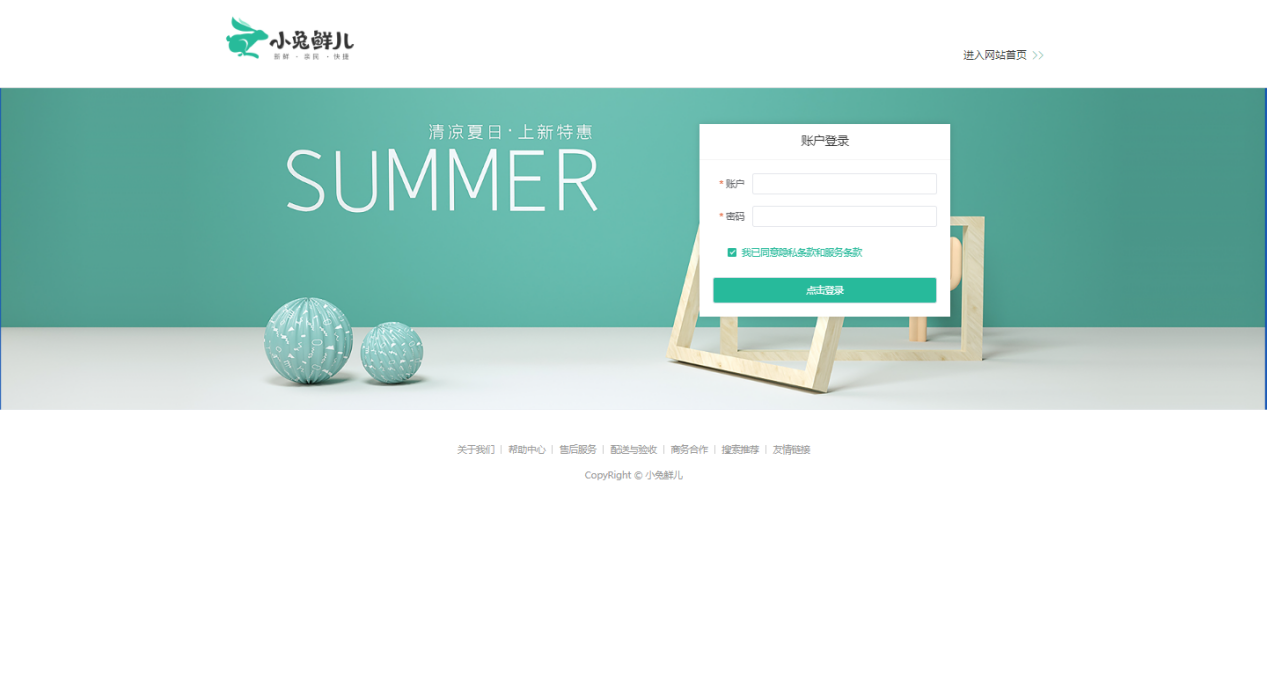 小兔鲜儿
新鲜 · 亲民 · 快捷
进入网站首页
清凉夏日·上新特惠
SUMMER
账户登录
* 账户
* 密码
我已同意隐私条款和服务条款
点击登录
关于我们 | 帮助中心 | 售后服务 | 配送与验收 | 商务合作 | 搜索推荐 | 友情链接
CopyRight © 小兔鲜儿